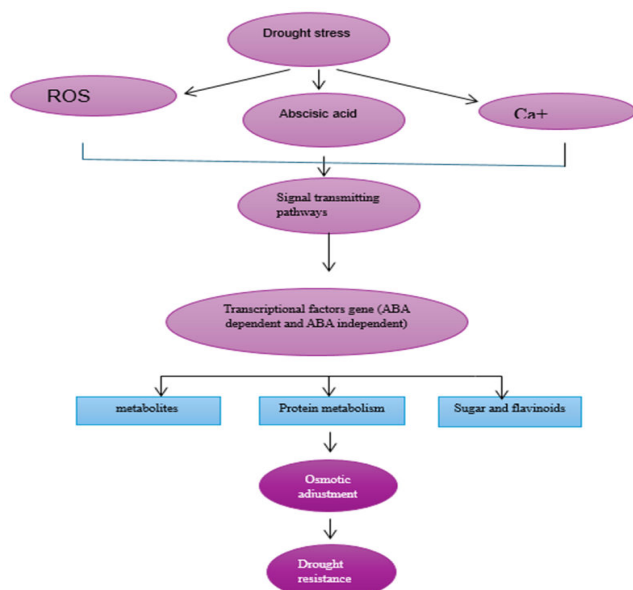 Drought stress
ROS
Abscisic acid
Ca+
Signal transmitting
pathways
Transcriptional factors gene (ABA
dependent and ABA independent)
metabolites
Protein metabolism
Sugar and flavinoids
Osmotic
adjustment
Drought
resistance